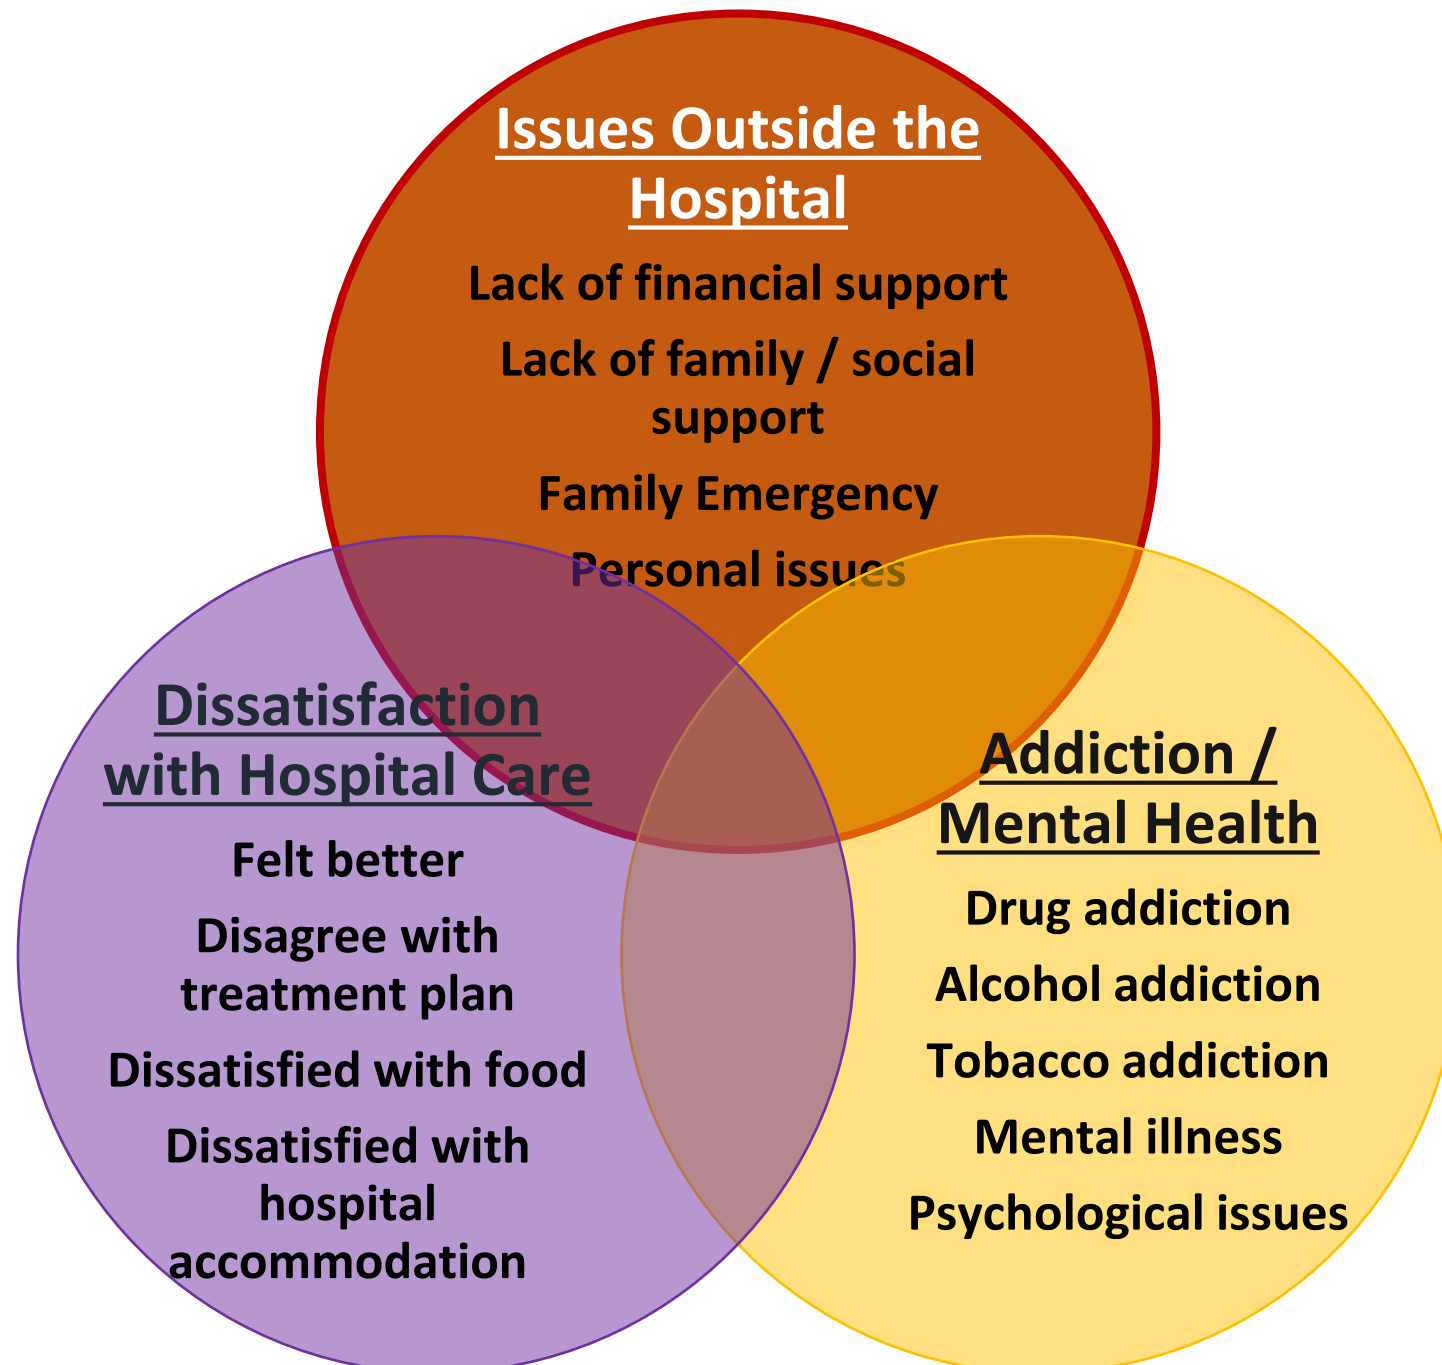 Issues Outside the
Hospital
Lack of financial support
Lack of family / social
support
Family Emergency
Personal issues
Dissatisfaction
with Hospital Care
Felt better
Disagree with
treatment plan
Dissatisfied with food
Dissatisfied with
hospital
accommodation
Addiction /
Mental Health
Drug addiction
Alcohol addiction
Tobacco addiction
Mental illness
Psychological issues